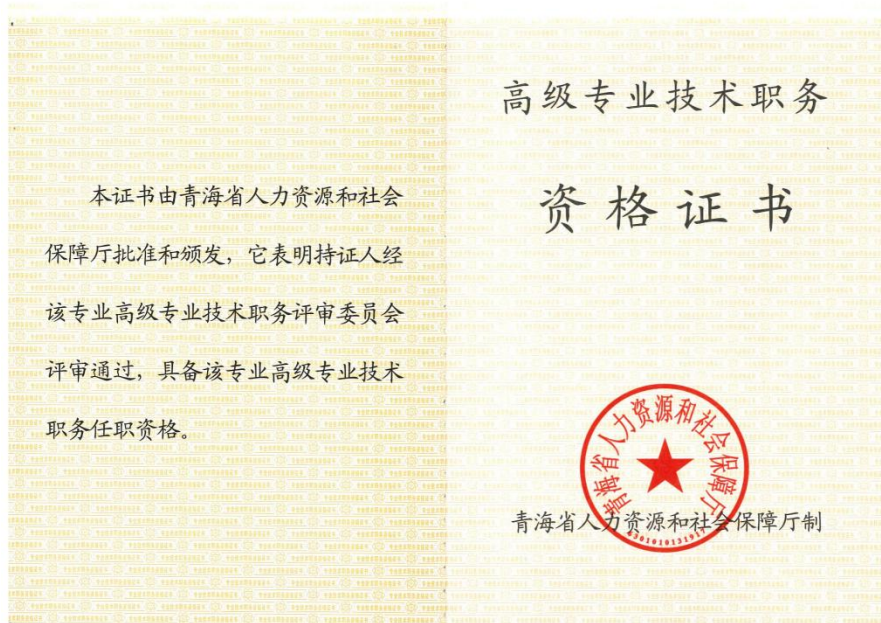 本证书由青海省人力资源和社会
保障厅批准和颁发，它表明持证人经
该专业高级专业技术职务评审委员会
评审通过，具备该专业高级专业技术
职务任职资格。
高级专业技术职务
资格证书
青海省人力资源和社会保障厅
青海省人力资源和社会保障厅制